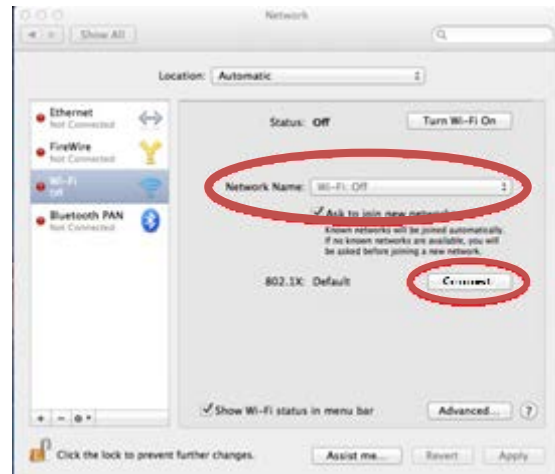 Network
Show All
Location: Automatic
Ethernet
Not Connected
Status: Off
Turn Wi-Fi On
FireWire
Not Connected
Wi-Fi
Off
Network Name: Wi-Fi: Off
Bluetooth PAN
Not Connected
Ask to join new networks
Known networks will be joined automatically.
If no known networks are available, you will
be asked before joining a new network.
802.1X: Default
Connect
Show Wi-Fi status in menu bar
Advanced...
?
Click the lock to prevent further changes.
Assist me...
Revert
Apply